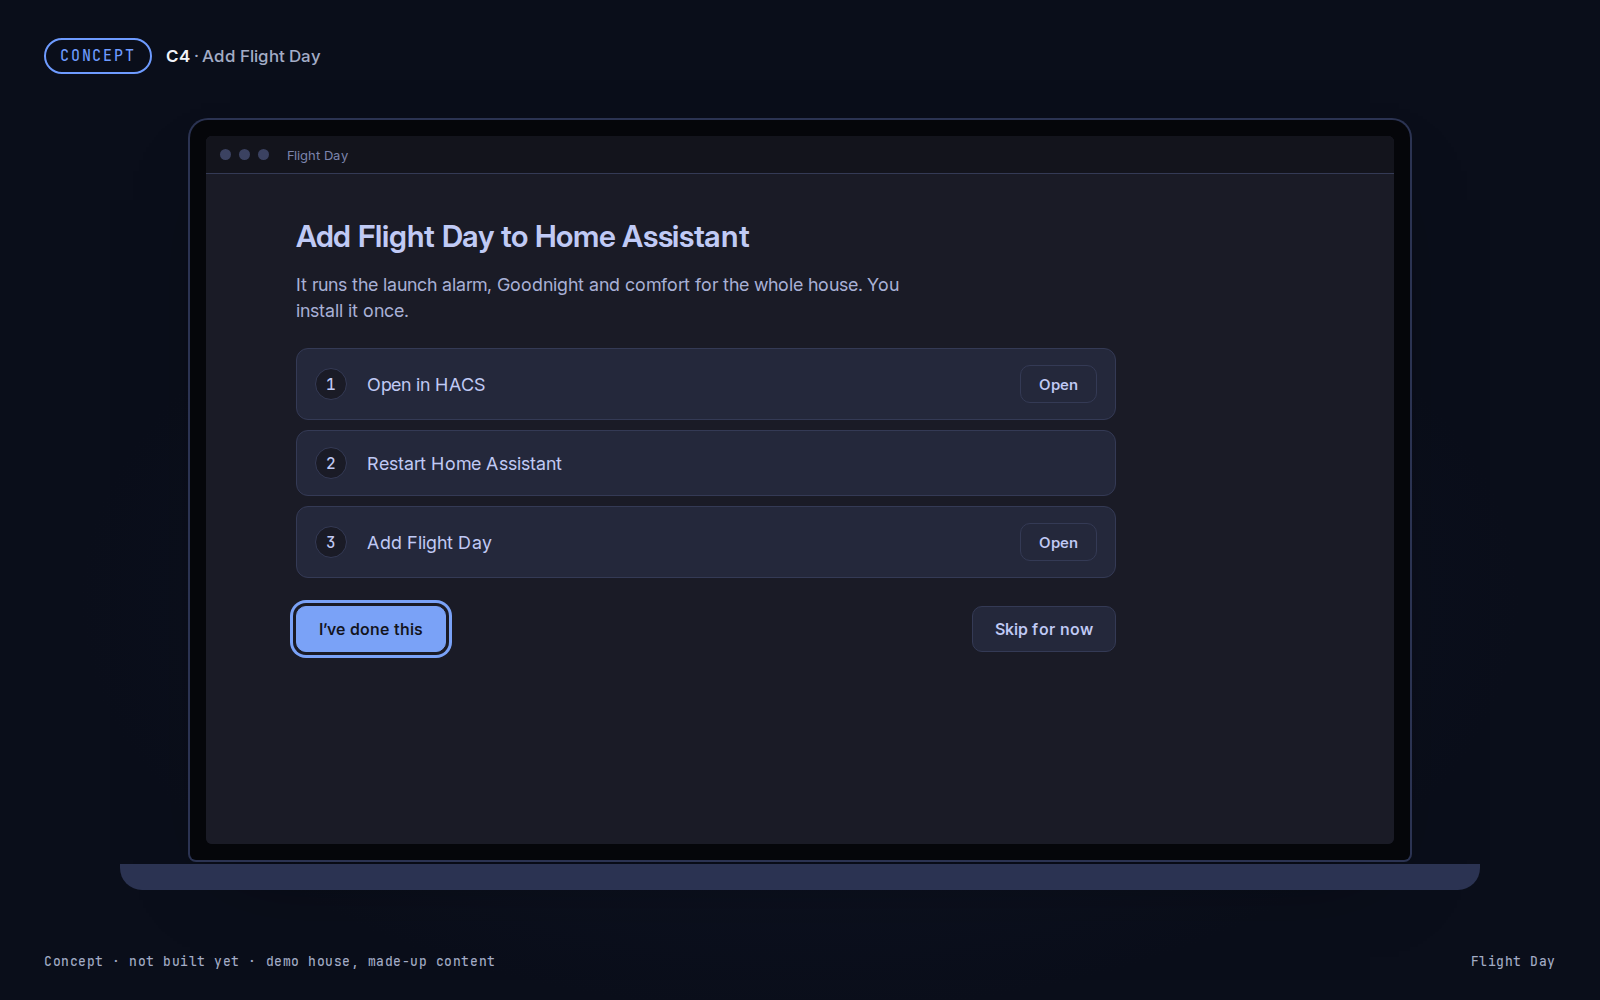 CONCEPT C4 · Add Flight Day
Flight Day
Add Flight Day to Home Assistant
It runs the launch alarm, Goodnight and comfort for the whole house. You
install it once.
1 Open in HACS Open
2 Restart Home Assistant
3 Add Flight Day Open
I've done this Skip for now
Concept · not built yet · demo house, made-up content Flight Day